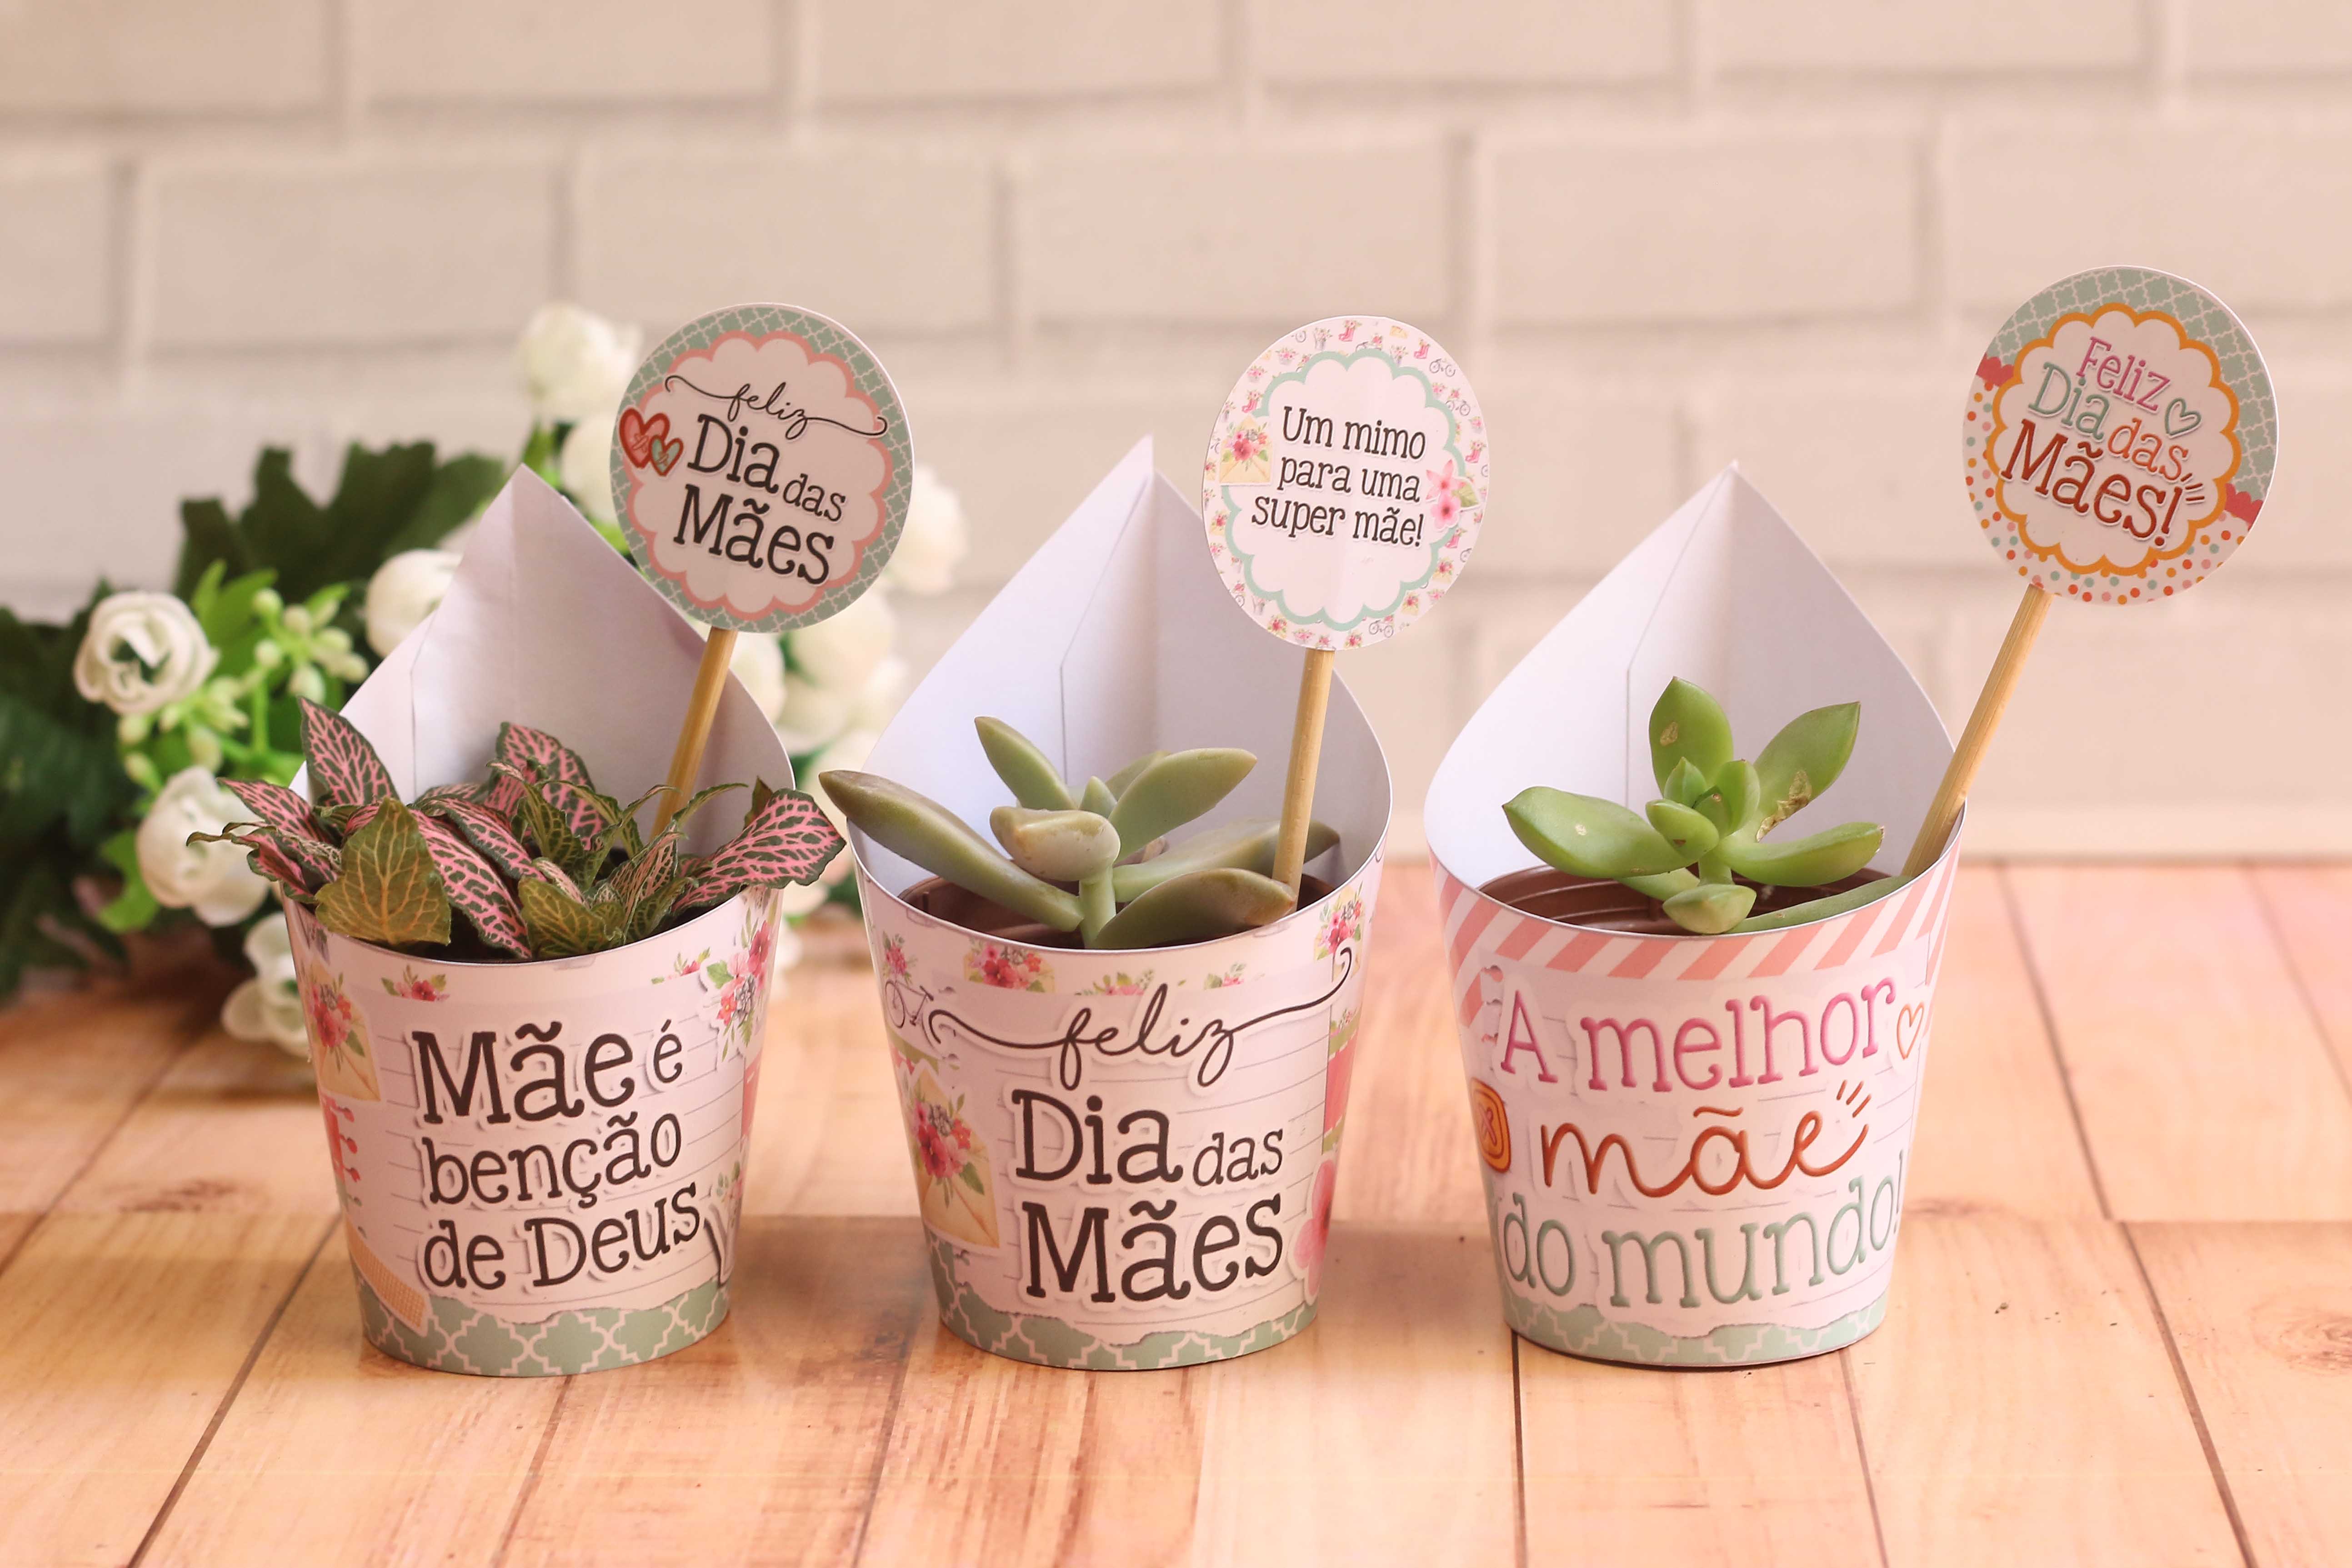 feliz
Dia das
Mães
Um mimo
para uma
super mãe!
Feliz
Dia das
Mães!
Mãe é
benção
de Deus
feliz
Dia das
Mães
A melhor
mãe
do mundo!